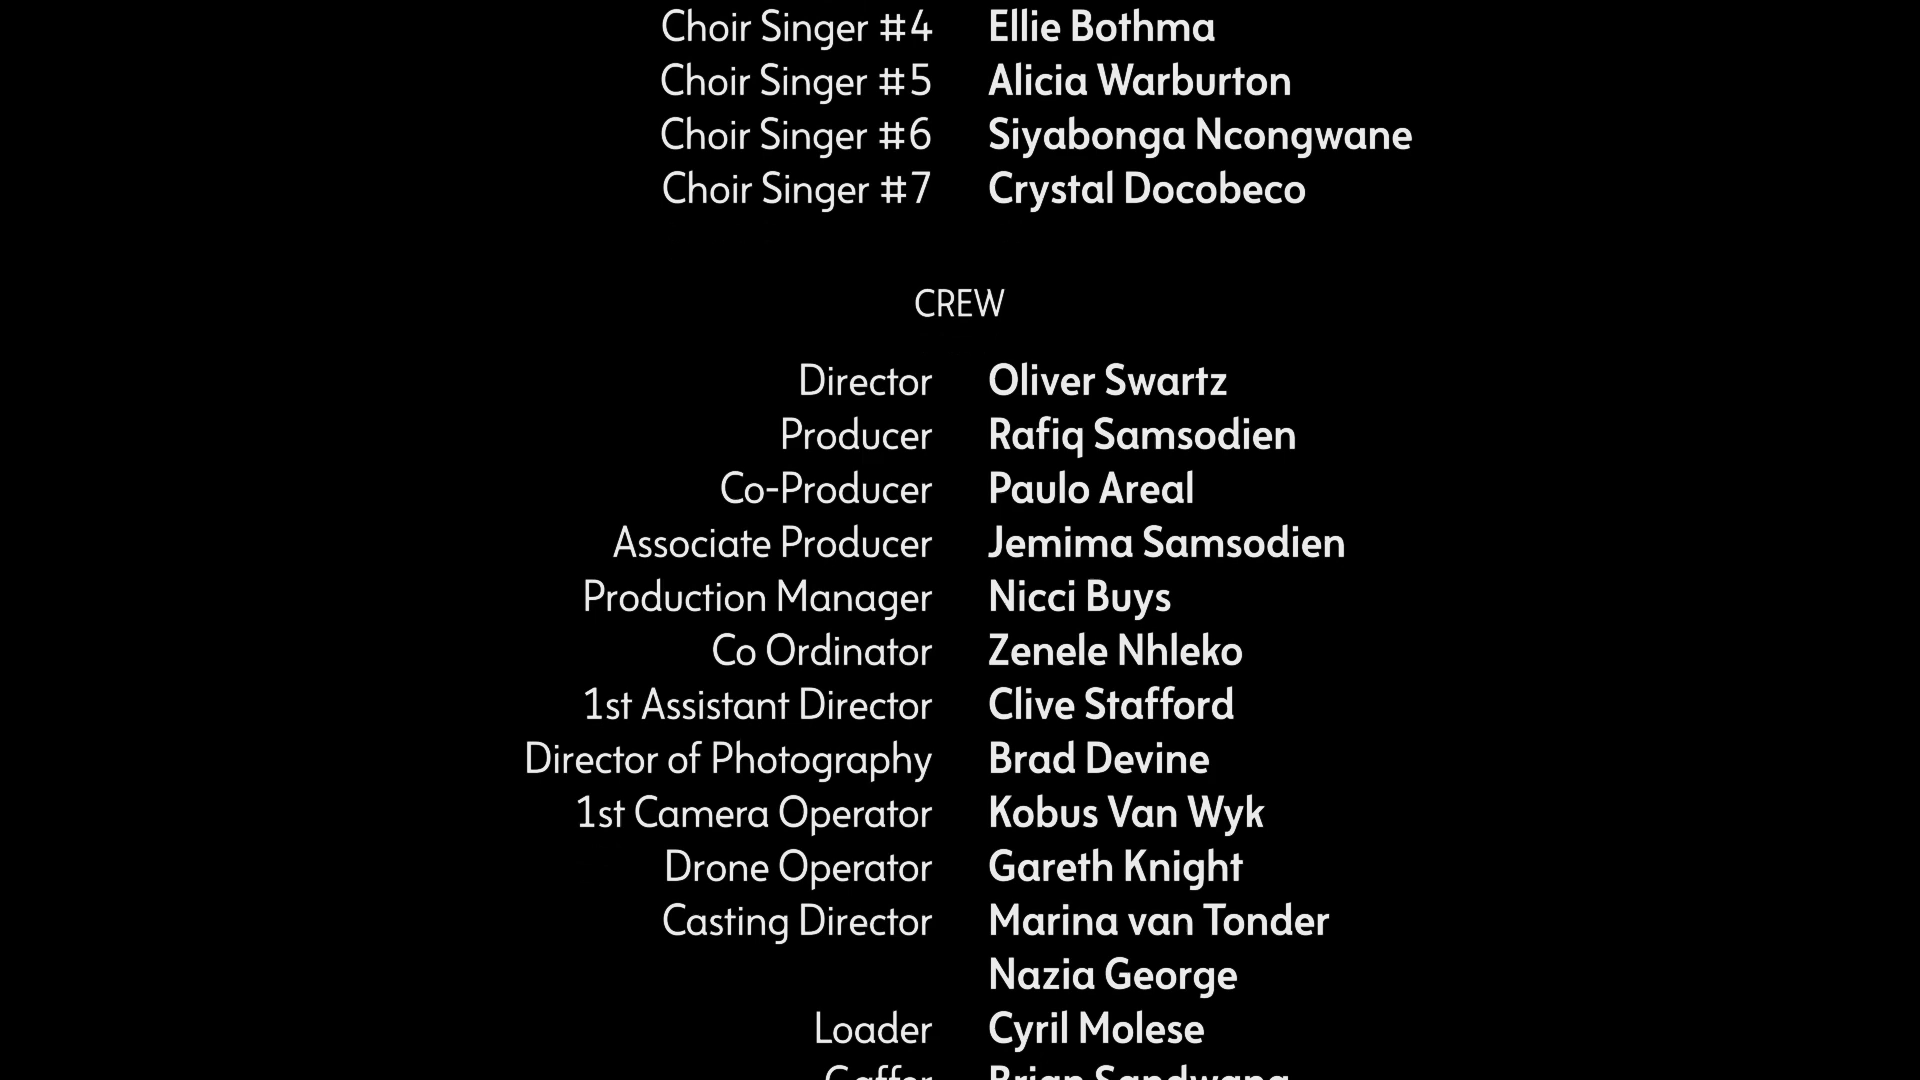 Choir Singer #4 Ellie Bothma
Choir Singer #5 Alicia Warburton
Choir Singer #6 Siyabonga Ncongwane
Choir Singer #7 Crystal Docobeco
CREW
Director Oliver Swartz
Producer Rafiq Samsodien
Co-Producer Paulo Areal
Associate Producer Jemima Samsodien
Production Manager Nicci Buys
Co Ordinator Zenele Nhleko
1st Assistant Director Clive Stafford
Director of Photography Brad Devine
1st Camera Operator Kobus Van Wyk
Drone Operator Gareth Knight
Casting Director Marina van Tonder
Nazia George
Loader Cyril Molese
Gaffer Brian